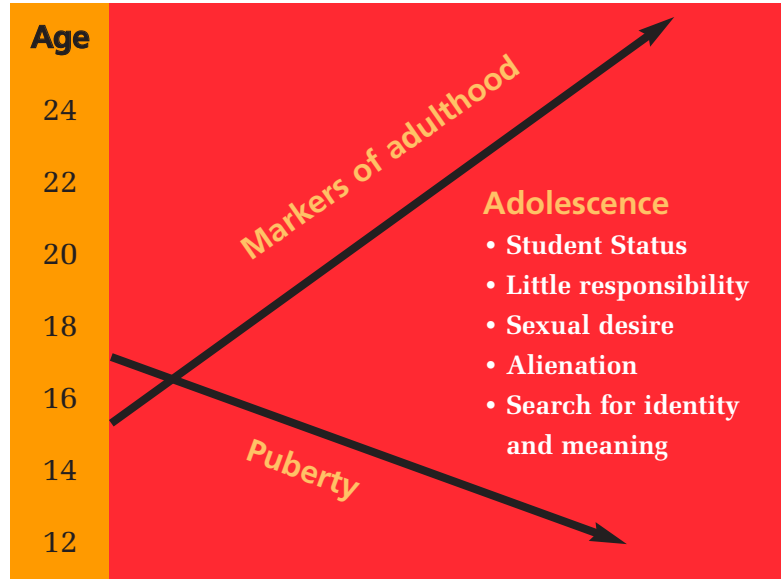 Age
24
22
20
18
16
14
12
Markers of adulthood
Puberty
Adolescence
• Student Status
• Little responsibility
• Sexual desire
• Alienation
• Search for identity
and meaning